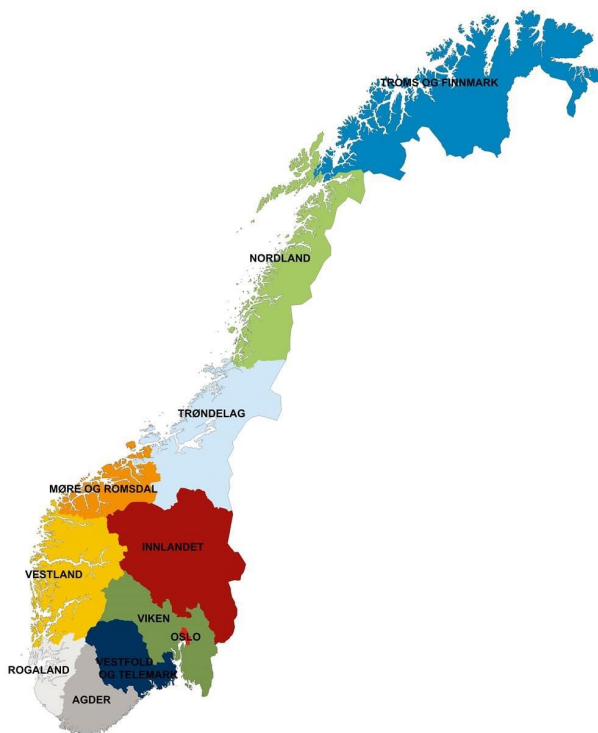 TROMS OG FINNMARK
NORDLAND
TRØNDELAG
MØRE OG ROMSDAL
INNLANDET
VESTLAND
VIKEN
OSLO
ROGALAND
VESTFOLD
OG TELEMARK
AGDER